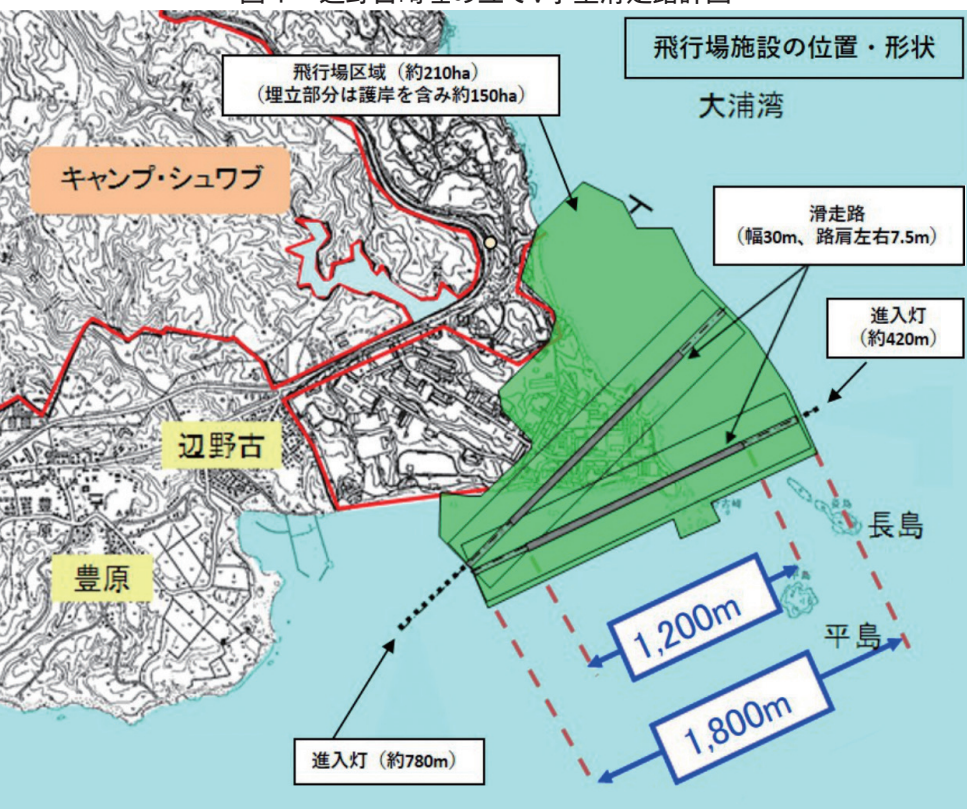 飛行場施設の位置・形状
飛行場区域（約210ha）
（埋立部分は護岸を含み約150ha）
大浦湾
キャンプ・シュワブ
滑走路
（幅30m、路肩左右7.5m）
進入灯
（約420m）
辺野古
長島
豊原
平島
1,200m
1,800m
進入灯（約780m）